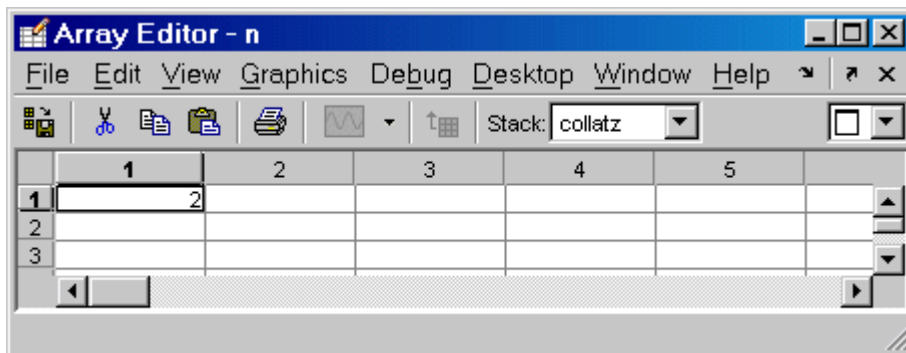 Array Editor - n
File Edit View Graphics Debug Desktop Window Help
Stack: collatz
1 2 3 4 5
1 2
2
3